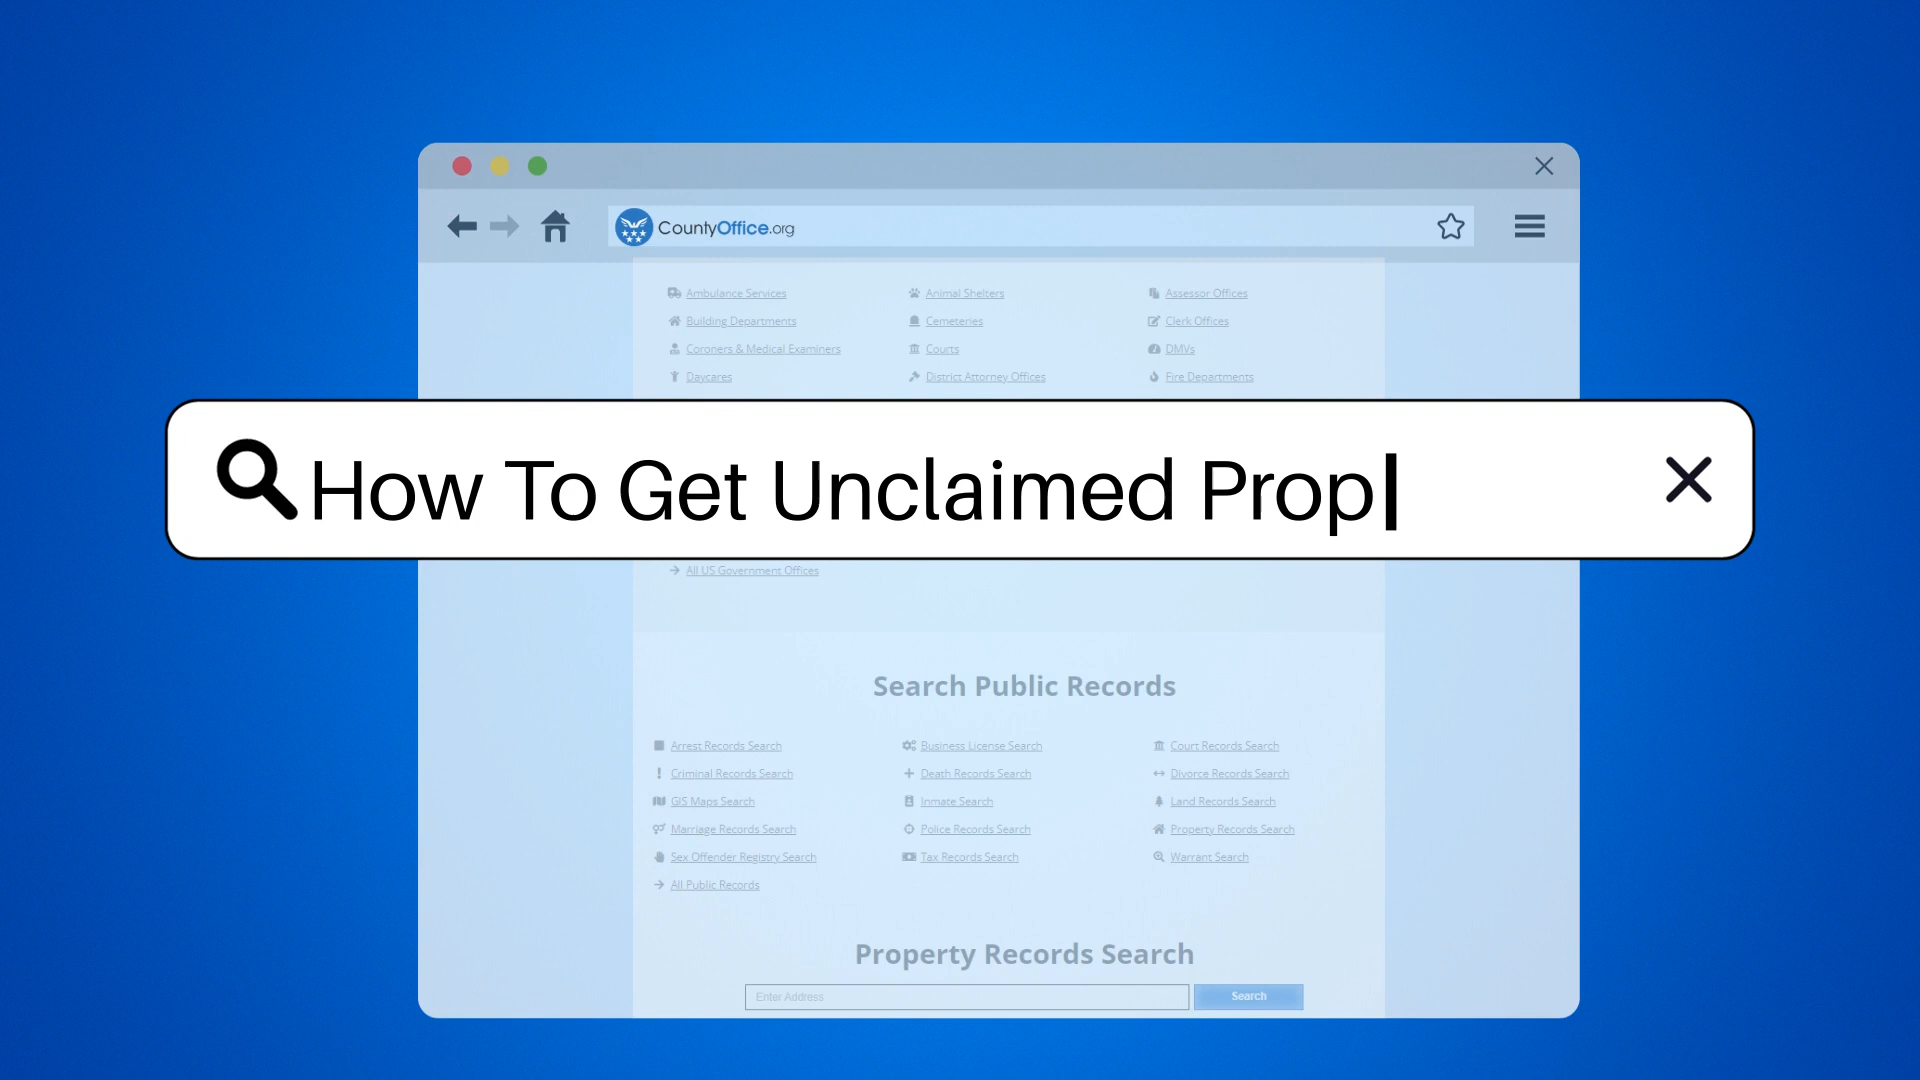 CountyOffice.org
Ambulance Services Animal Shelters Assessor Offices
Building Departments Cemeteries Clerk Offices
Coroners & Medical Examiners Courts DMVs
Daycares District Attorney Offices Fire Departments
How To Get Unclaimed Prop
All US Government Offices
Search Public Records
Arrest Records Search Business License Search Court Records Search
Criminal Records Search Death Records Search Divorce Records Search
GIS Maps Search Inmate Search Land Records Search
Marriage Records Search Police Records Search Property Records Search
Sex Offender Registry Search Tax Records Search Warrant Search
All Public Records
Property Records Search
Enter Address Search